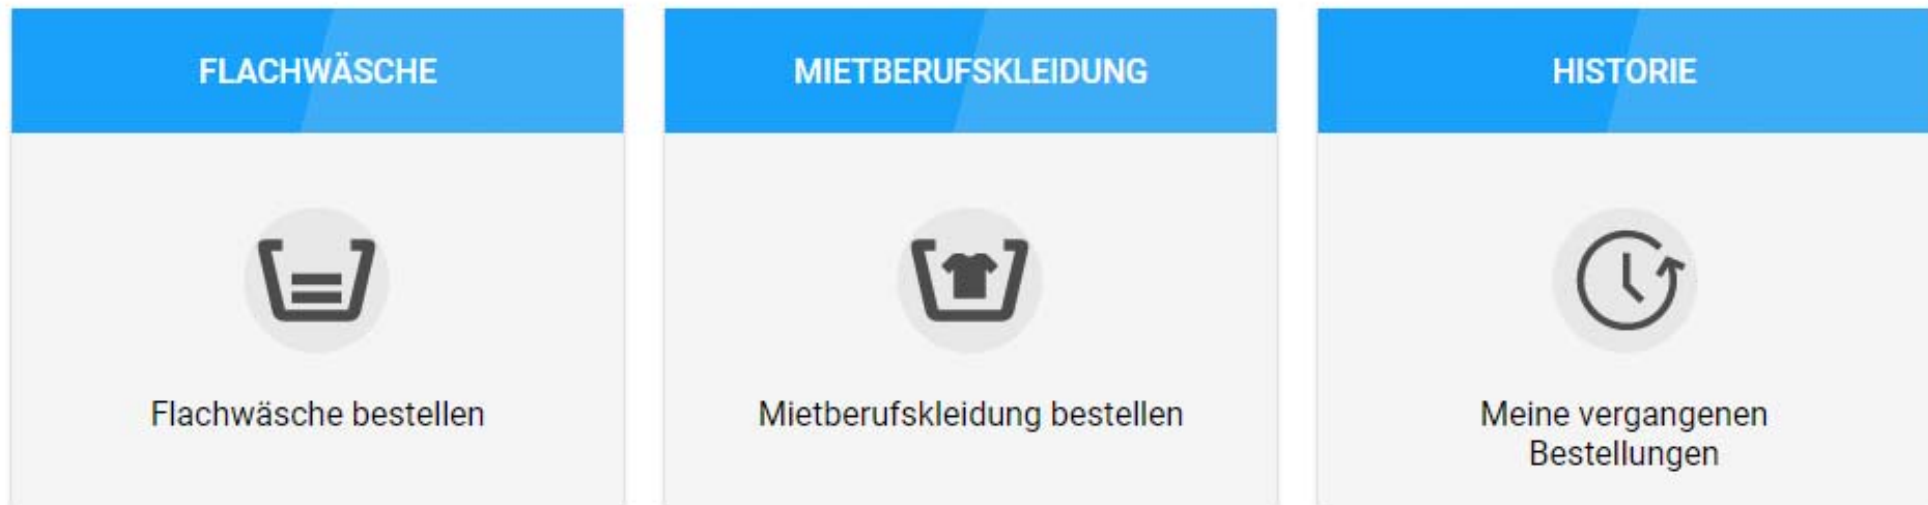 FLACHWÄSCHE
Flachwäsche bestellen
MIETBERUFSKLEIDUNG
Mietberufskleidung bestellen
HISTORIE
Meine vergangenen
Bestellungen